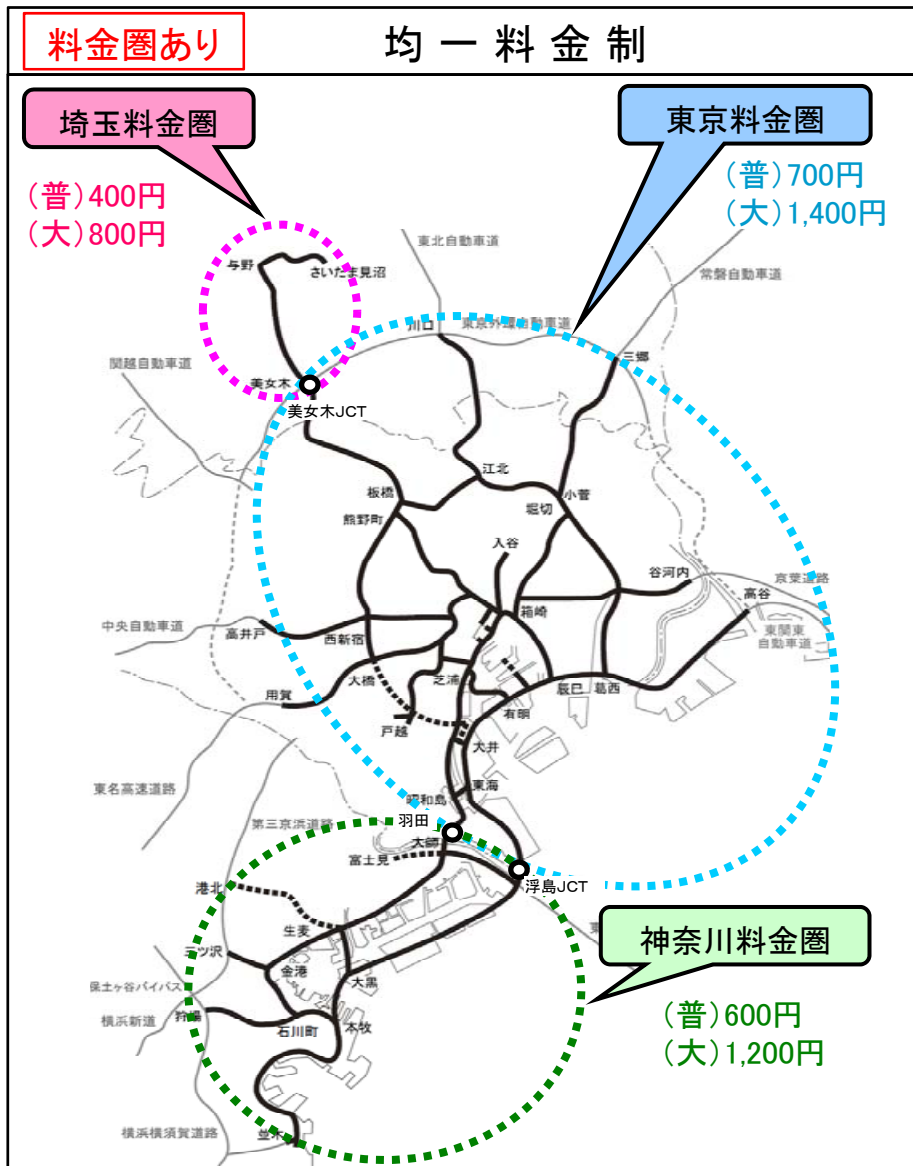 料金圏あり
均一料金制
埼玉料金圏
(普)400円
(大)800円
東京料金圏
(普)700円
(大)1,400円
東北自動車道
常磐自動車道
与野
さいたま見沼
川口
東京外環自動車道
三郷
関越自動車道
美女木
美女木JCT
江北
板橋
小菅
熊野町
堀切
入谷
谷河内
京葉道路
高谷
箱崎
中央自動車道
高井戸
西新宿
東関東
自動車道
大橋
芝浦
辰巳
葛西
用賀
有明
戸越
大井
東名高速道路
昭和島
東海
第三京浜道路
羽田
大師
富士見
浮島JCT
港北
東
生麦
神奈川料金圏
三ツ沢
金港
大黒
保土ヶ谷バイパス
狩場
横浜新道
石川町
本牧
(普)600円
(大)1,200円
横浜横須賀道路
並木